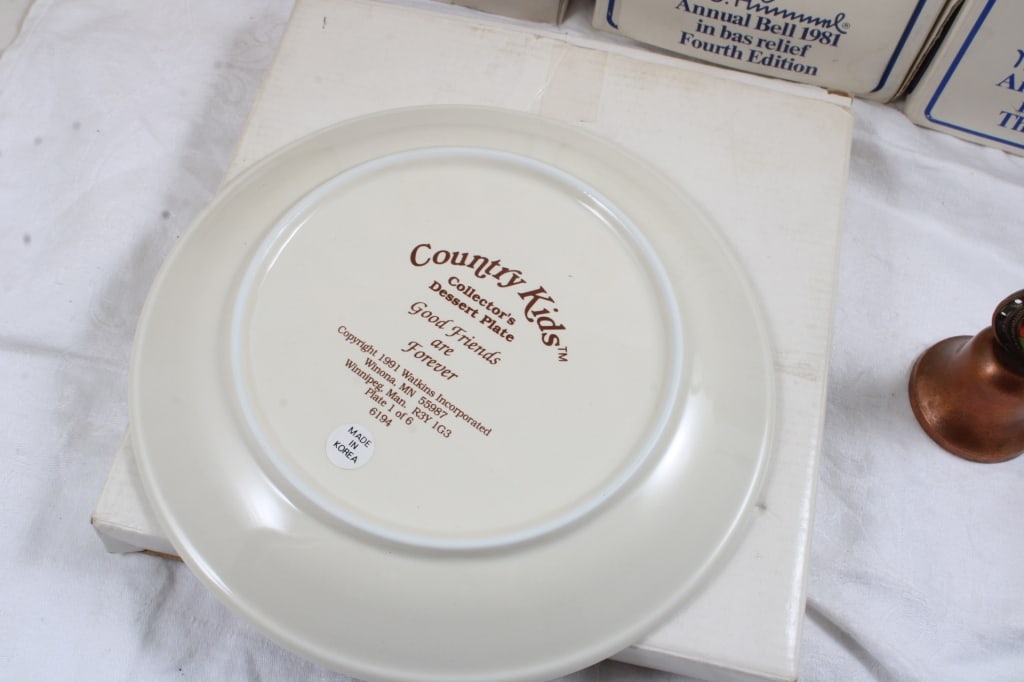 Hummel®
Annual Bell 1981
in bas relief
Fourth Edition
Country Kids™
Collector's
Dessert Plate
Good Friends
are
Forever
Copyright 1991 Watkins Incorporated
Winona, MN 55987
Winnipeg, Man. R3Y 1G3
Plate 1 of 6
6194
MADE
IN
KOREA